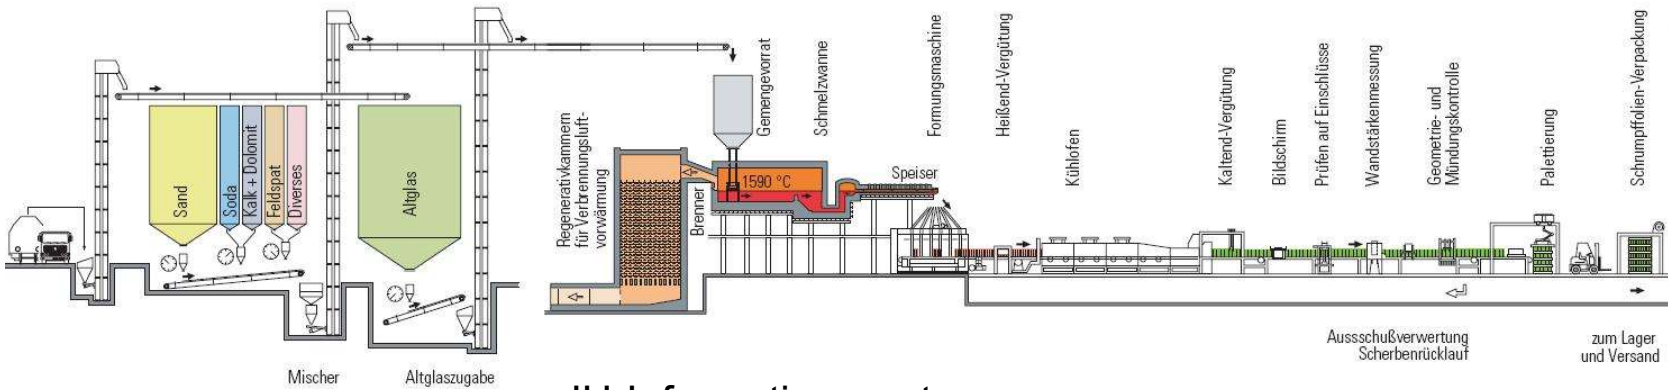 Sand
Soda
Kalk + Dolomit
Feldspat
Diverses
Altglas
Mischer
Altglaszugabe
Regenerativkammern
für Verbrennungsluft-
vorwärmung
Brenner
Gemengevorrat
1590 °C
Schmelzwanne
Speiser
Formungsmaschine
Heißend-Vergütung
Kühlofen
Kaltend-Vergütung
Bildschirm
Prüfen auf Einschlüsse
Wandstärkenmessung
Geometrie- und
Mündungskontrolle
Palettierung
Schrumpffolien-Verpackung
Aussschußverwertung
Scherbenrücklauf
zum Lager
und Versand